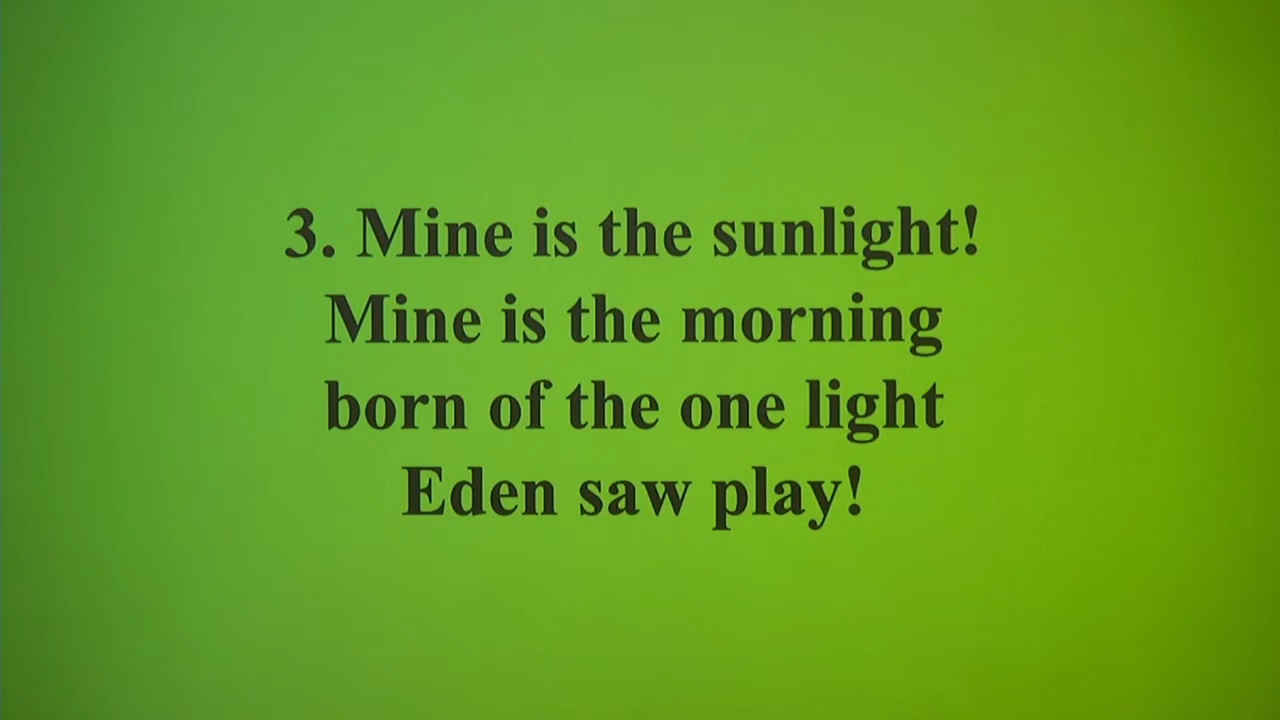 3. Mine is the sunlight!
Mine is the morning
born of the one light
Eden saw play!